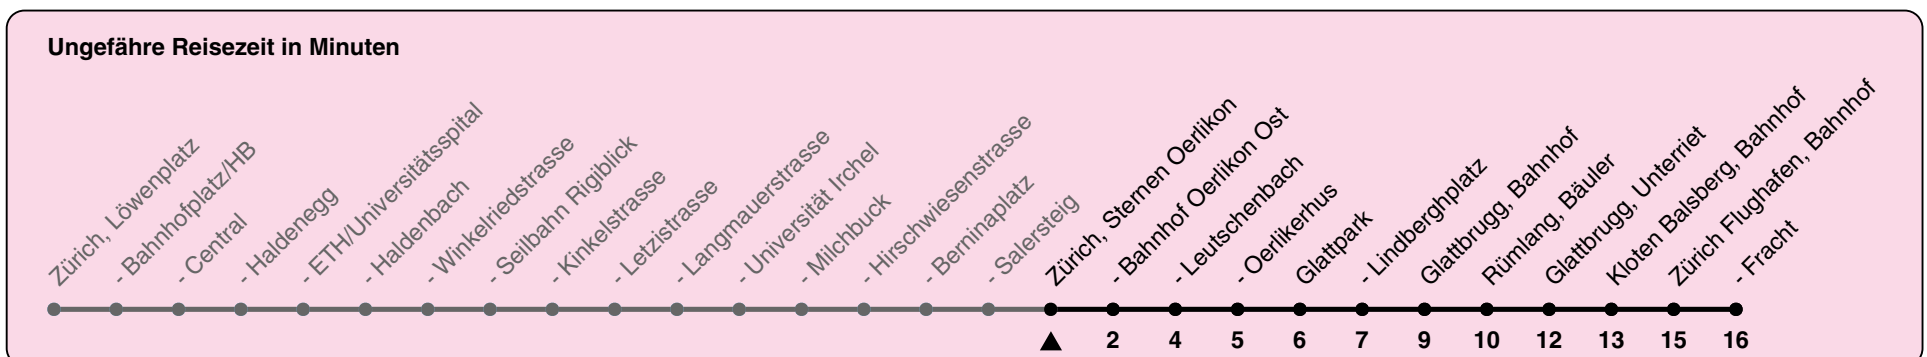 Ungefähre Reisezeit in Minuten
Zürich, Löwenplatz
- Bahnhofplatz/HB
- Central
- Haldenegg
- ETH/Universitätsspital
- Haldenbach
- Winkelriedstrasse
- Seilbahn Rigiblick
- Kinkelstrasse
- Letzistrasse
- Langmauerstrasse
- Universität Irchel
- Milchbuck
- Hirschwiesenstrasse
- Berninaplatz
- Salersteig
Zürich, Sternen Oerlikon
- Bahnhof Oerlikon Ost
- Leutschenbach
- Oerlikerhus
Glattpark
- Lindberghplatz
Glattbrugg, Bahnhof
Rümlang, Bäuler
Glattbrugg, Unterriet
Kloten Balsberg, Bahnhof
Zürich Flughafen, Bahnhof
- Fracht
2 4 5 6 7 9 10 12 13 15 16